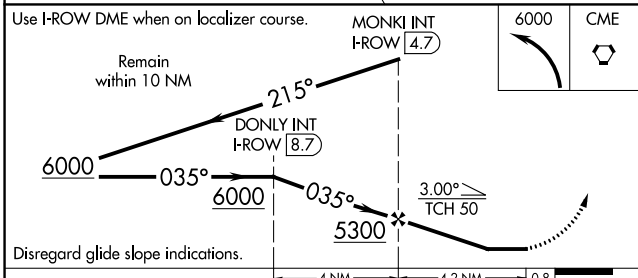 Use I-ROW DME when on localizer course.
MONKI INT
I-ROW 4.7
6000
CME
Remain
within 10 NM
215°
DONLY INT
I-ROW 8.7
6000
035°
6000
035°
5300
3.00°
TCH 50
Disregard glide slope indications.
4 NM
4.2 NM
0.8